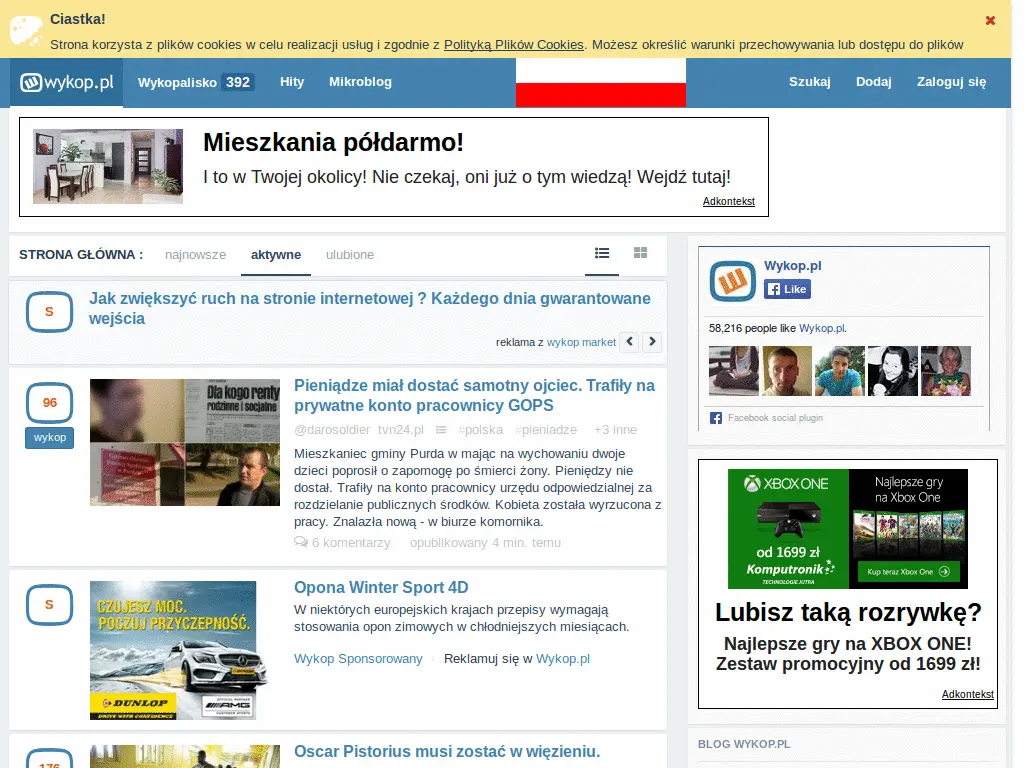 Ciastka!
Strona korzysta z plików cookies w celu realizacji usług i zgodnie z Polityką Plików Cookies. Możesz określić warunki przechowywania lub dostępu do plików
wykop.pl Wykopalisko 392 Hity Mikroblog Szukaj Dodaj Zaloguj się
Mieszkania półdarmo!
I to w Twojej okolicy! Nie czekaj, oni już o tym wiedzą! Wejdź tutaj!
Adkontekst
STRONA GŁÓWNA : najnowsze aktywne ulubione
S
Jak zwiększyć ruch na stronie internetowej ? Każdego dnia gwarantowane
wejścia
reklama z wykop market
96
wykop
Dla kogo renty
rodzinne i socjalne
Pieniądze miał dostać samotny ojciec. Trafiły na
prywatne konto pracownicy GOPS
@darosoldier tvn24.pl #polska #pieniadze +3 inne
Mieszkaniec gminy Purda w mając na wychowaniu dwoje
dzieci poprosił o zapomogę po śmierci żony. Pieniędzy nie
dostał. Trafiły na konto pracownicy urzędu odpowiedzialnej za
rozdzielanie publicznych środków. Kobieta została wyrzucona z
pracy. Znalazła nową - w biurze komornika.
6 komentarzy opublikowany 4 min. temu
S
CZUJESZ MOC.
POCZUJ PRZYCZEPNOŚĆ.
DUNLOP
DRIVE WITH CONFIDENCE
AMG
Opona Winter Sport 4D
W niektórych europejskich krajach przepisy wymagają
stosowania opon zimowych w chłodniejszych miesiącach.
Wykop Sponsorowany · Reklamuj się w Wykop.pl
176
Oscar Pistorius musi zostać w więzieniu.
Wykop.pl
Like
58,216 people like Wykop.pl.
Facebook social plugin
XBOX ONE
od 1699 zł
Komputronik
TECHNOLOGIE JUTRA
Najlepsze gry
na Xbox One
Kup teraz Xbox One
Lubisz taką rozrywkę?
Najlepsze gry na XBOX ONE!
Zestaw promocyjny od 1699 zł!
Adkontekst
BLOG WYKOP.PL